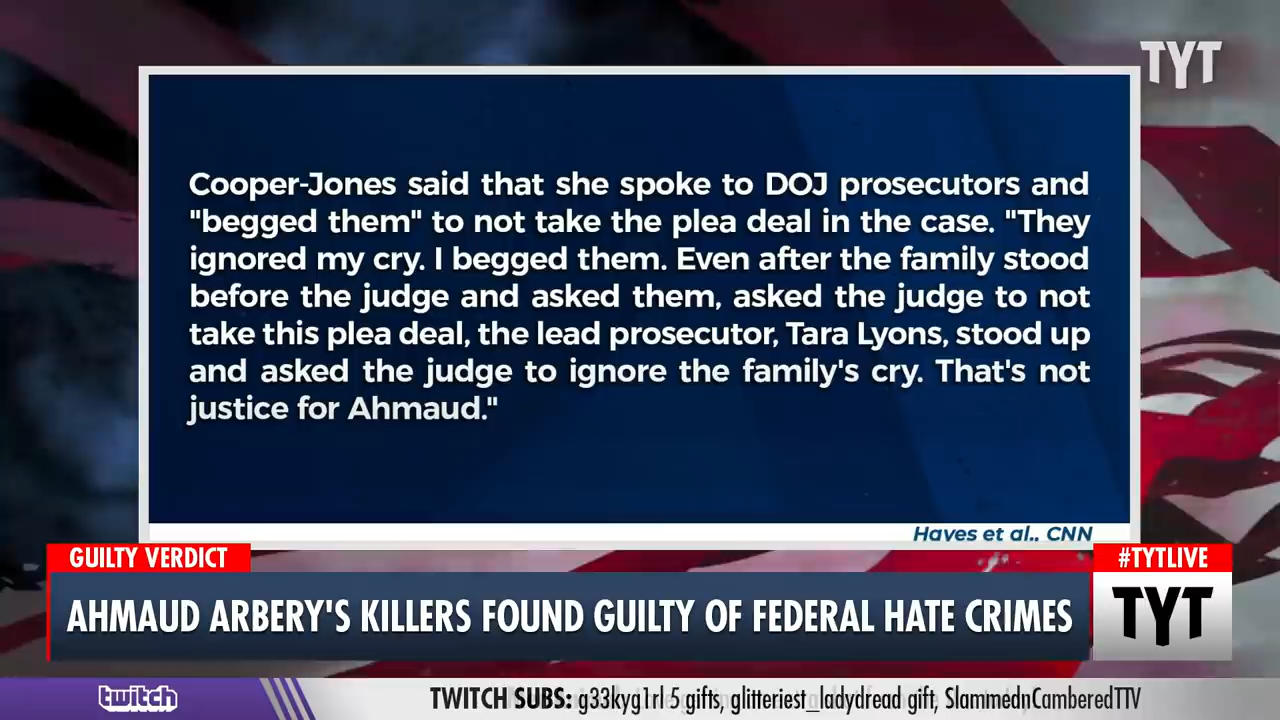 TYT
Cooper-Jones said that she spoke to DOJ prosecutors and
"begged them" to not take the plea deal in the case. "They
ignored my cry. I begged them. Even after the family stood
before the judge and asked them, asked the judge to not
take this plea deal, the lead prosecutor, Tara Lyons, stood up
and asked the judge to ignore the family's cry. That's not
justice for Ahmaud."
Hayes et al., CNN
GUILTY VERDICT
#TYTLIVE
AHMAUD ARBERY'S KILLERS FOUND GUILTY OF FEDERAL HATE CRIMES
TYT
twitch
TWITCH SUBS: g33kyg1rl 5 gifts, glitteriest_ladydread gift,